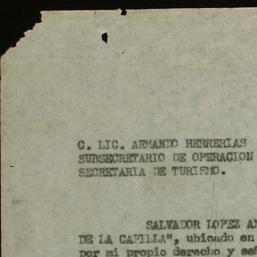 C. LIC. ARMANDO HERRERIAS
SUBSECRETARIO DE OPERACION
SECRETARIA DE TURISMO.
SALVADOR LOPEZ
DE LA CAPILLA", ubicado en
por mi propio derecho y